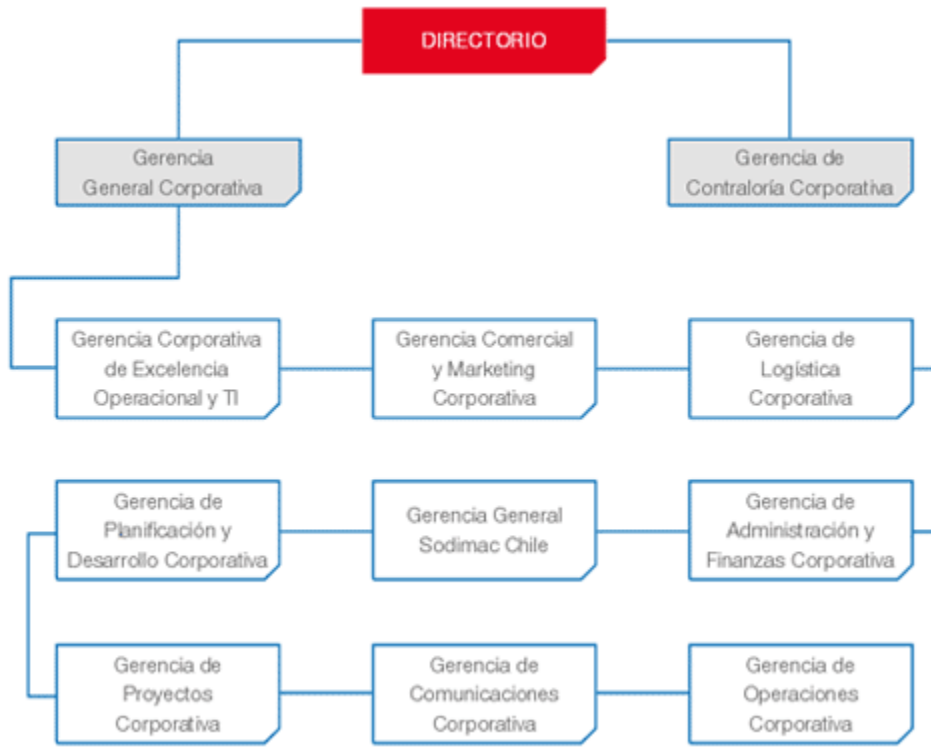 DIRECTORIO
Gerencia
General Corporativa
Gerencia de
Contraloría Corporativa
Gerencia Corporativa
de Excelencia
Operacional y TI
Gerencia Comercial
y Marketing
Corporativa
Gerencia de
Logística
Corporativa
Gerencia de
Planificación y
Desarrollo Corporativa
Gerencia General
Sodimac Chile
Gerencia de
Administración y
Finanzas Corporativa
Gerencia de
Proyectos
Corporativa
Gerencia de
Comunicaciones
Corporativa
Gerencia de
Operaciones
Corporativa